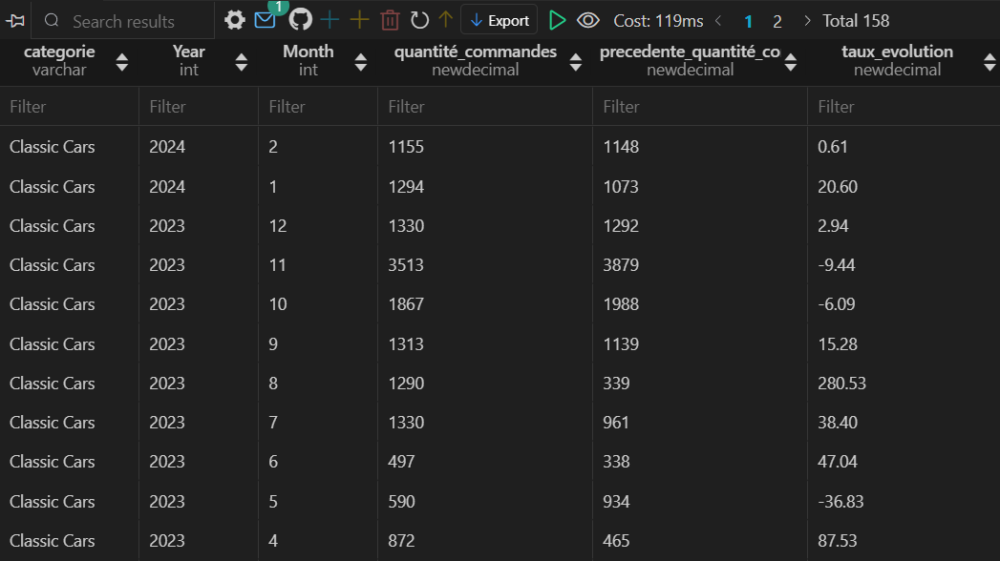 Search results 1 Export Cost: 119ms 1 2 Total 158
categorie Year Month quantité_commandes precedente_quantité_co taux_evolution
varchar int int newdecimal newdecimal newdecimal
Filter Filter Filter Filter Filter Filter
Classic Cars 2024 2 1155 1148 0.61
Classic Cars 2024 1 1294 1073 20.60
Classic Cars 2023 12 1330 1292 2.94
Classic Cars 2023 11 3513 3879 -9.44
Classic Cars 2023 10 1867 1988 -6.09
Classic Cars 2023 9 1313 1139 15.28
Classic Cars 2023 8 1290 339 280.53
Classic Cars 2023 7 1330 961 38.40
Classic Cars 2023 6 497 338 47.04
Classic Cars 2023 5 590 934 -36.83
Classic Cars 2023 4 872 465 87.53